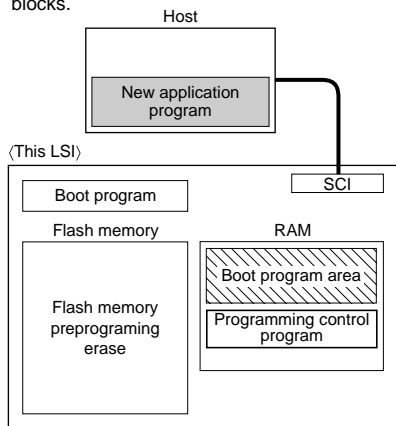 blocks.
Host
New application
program
〈This LSI〉
SCI
Boot program
Flash memory
RAM
Boot program area
Flash memory
preprograming
erase
Programming control
program